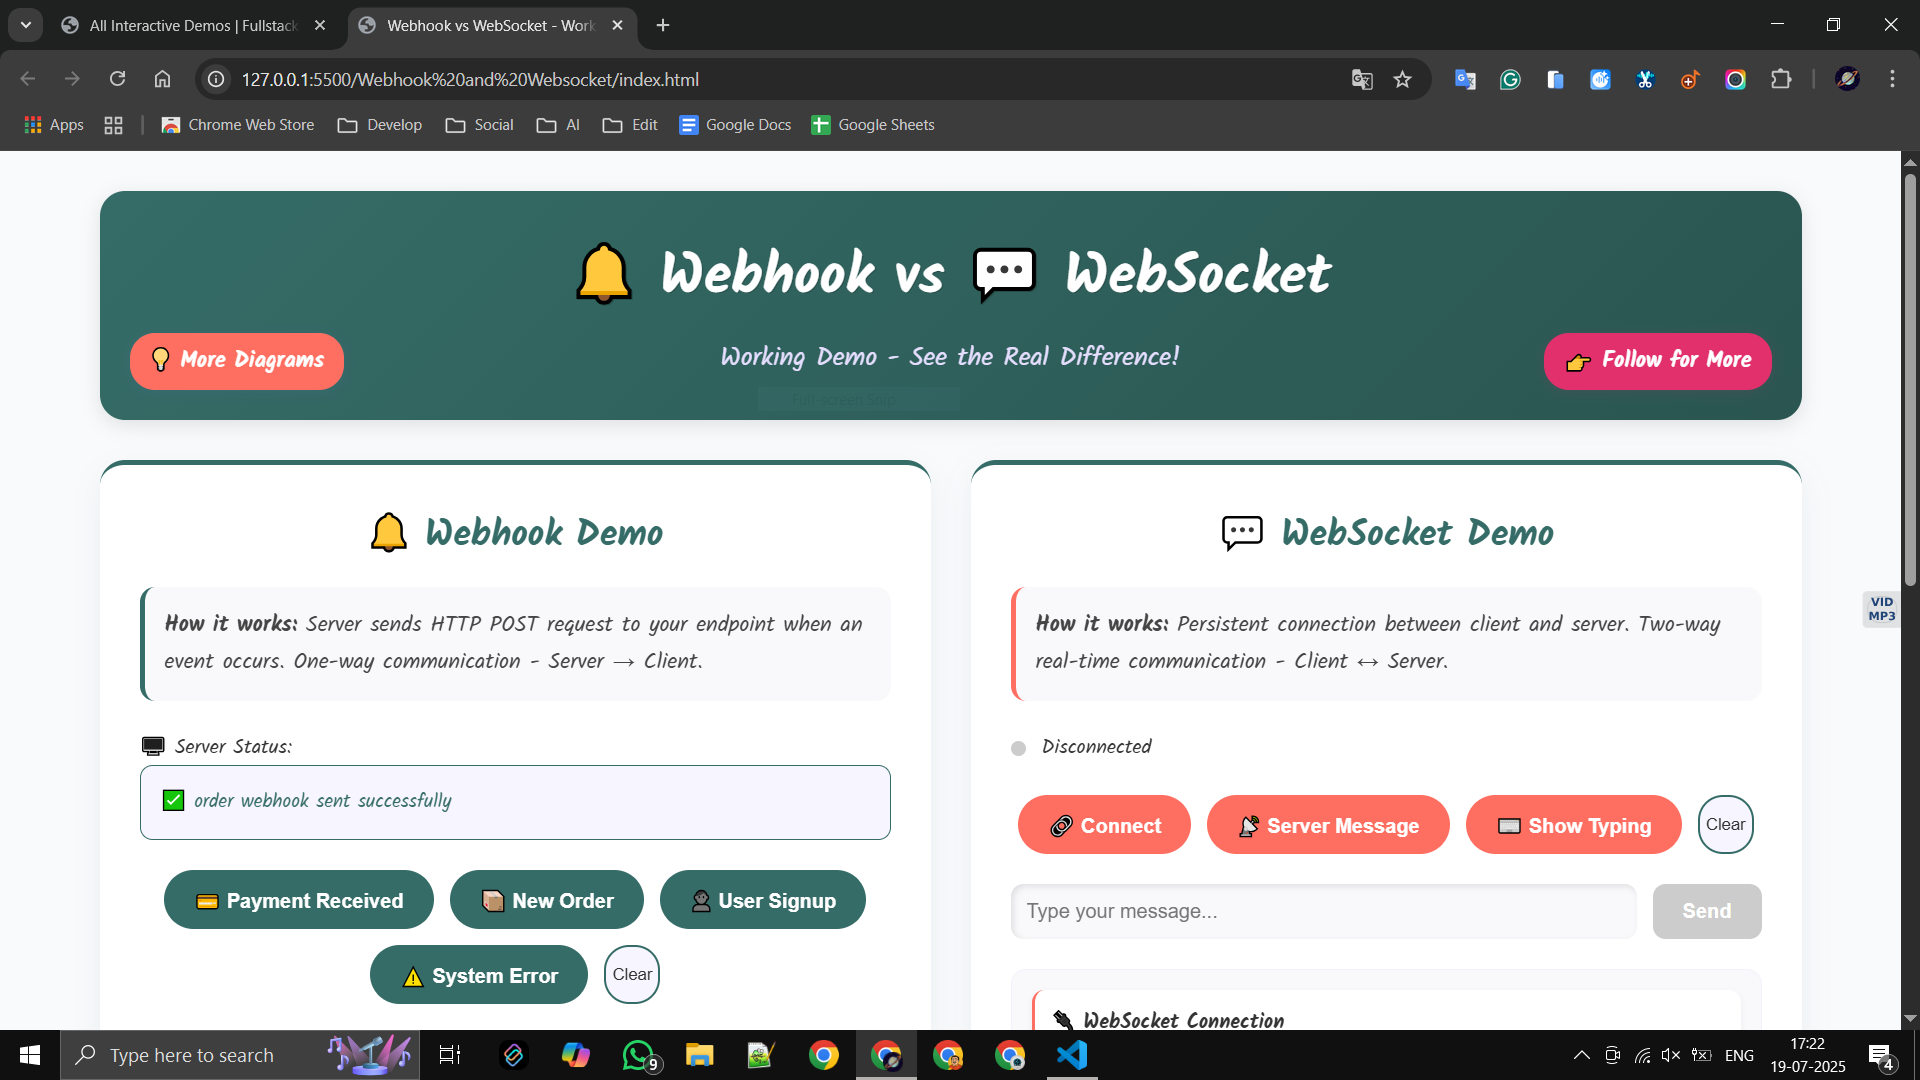 All Interactive Demos | Fullstack
Webhook vs WebSocket - Work
127.0.0.1:5500/Webhook%20and%20Websocket/index.html
Apps
Chrome Web Store
Develop
Social
AI
Edit
Google Docs
Google Sheets
🔔 Webhook vs 💬 WebSocket
💡 More Diagrams
Working Demo - See the Real Difference!
👉 Follow for More
Full-screen Snip
🔔 Webhook Demo
How it works: Server sends HTTP POST request to your endpoint when an
event occurs. One-way communication - Server → Client.
🖥️ Server Status:
✅ order webhook sent successfully
💳 Payment Received
📦 New Order
👤 User Signup
⚠️ System Error
Clear
💬 WebSocket Demo
How it works: Persistent connection between client and server. Two-way
real-time communication - Client ↔ Server.
Disconnected
🔗 Connect
📡 Server Message
⌨️ Show Typing
Clear
Type your message...
Send
🔌 WebSocket Connection
VID
MP3
Type here to search
9
ENG
17:22
19-07-2025
4